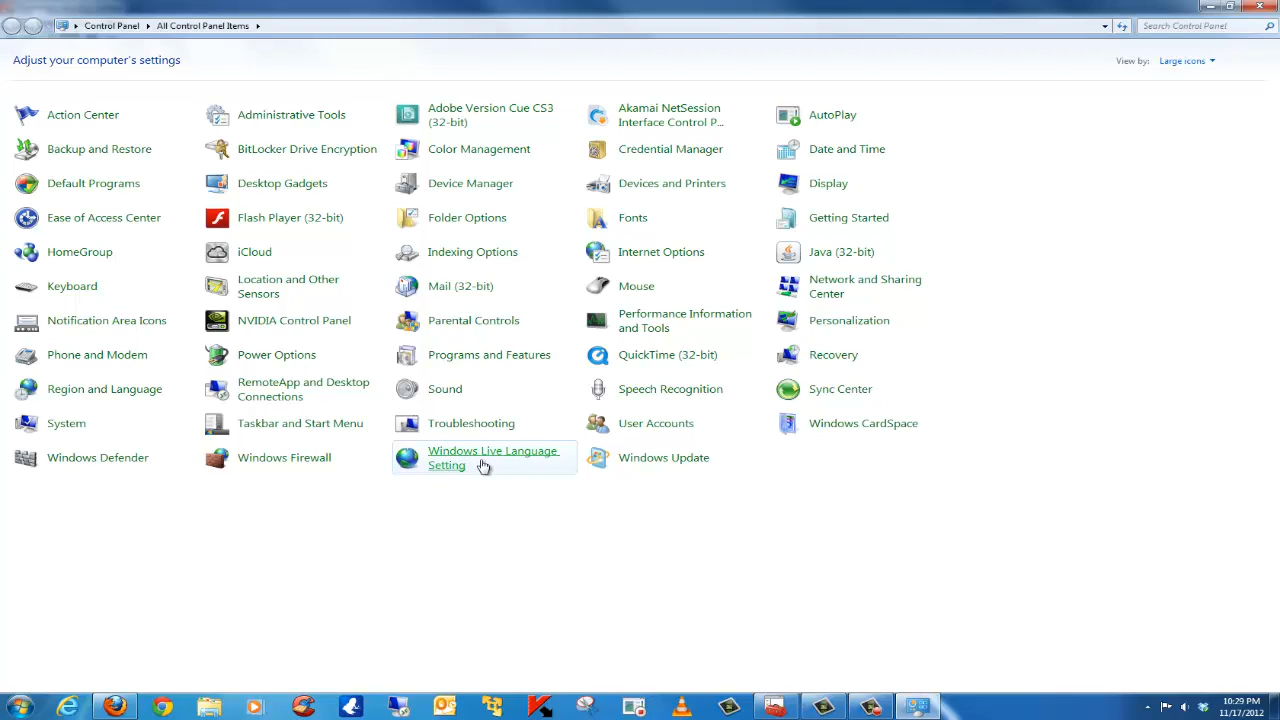 Control Panel ▸ All Control Panel Items ▸
Search Control Panel
Adjust your computer's settings
View by: Large icons
Action Center
Administrative Tools
Adobe Version Cue CS3
(32-bit)
Akamai NetSession
Interface Control P...
AutoPlay
Backup and Restore
BitLocker Drive Encryption
Color Management
Credential Manager
Date and Time
Default Programs
Desktop Gadgets
Device Manager
Devices and Printers
Display
Ease of Access Center
Flash Player (32-bit)
Folder Options
Fonts
Getting Started
HomeGroup
iCloud
Indexing Options
Internet Options
Java (32-bit)
Keyboard
Location and Other
Sensors
Mail (32-bit)
Mouse
Network and Sharing
Center
Notification Area Icons
NVIDIA Control Panel
Parental Controls
Performance Information
and Tools
Personalization
Phone and Modem
Power Options
Programs and Features
QuickTime (32-bit)
Recovery
Region and Language
RemoteApp and Desktop
Connections
Sound
Speech Recognition
Sync Center
System
Taskbar and Start Menu
Troubleshooting
User Accounts
Windows CardSpace
Windows Defender
Windows Firewall
Windows Live Language
Setting
Windows Update
10:29 PM
11/17/2012